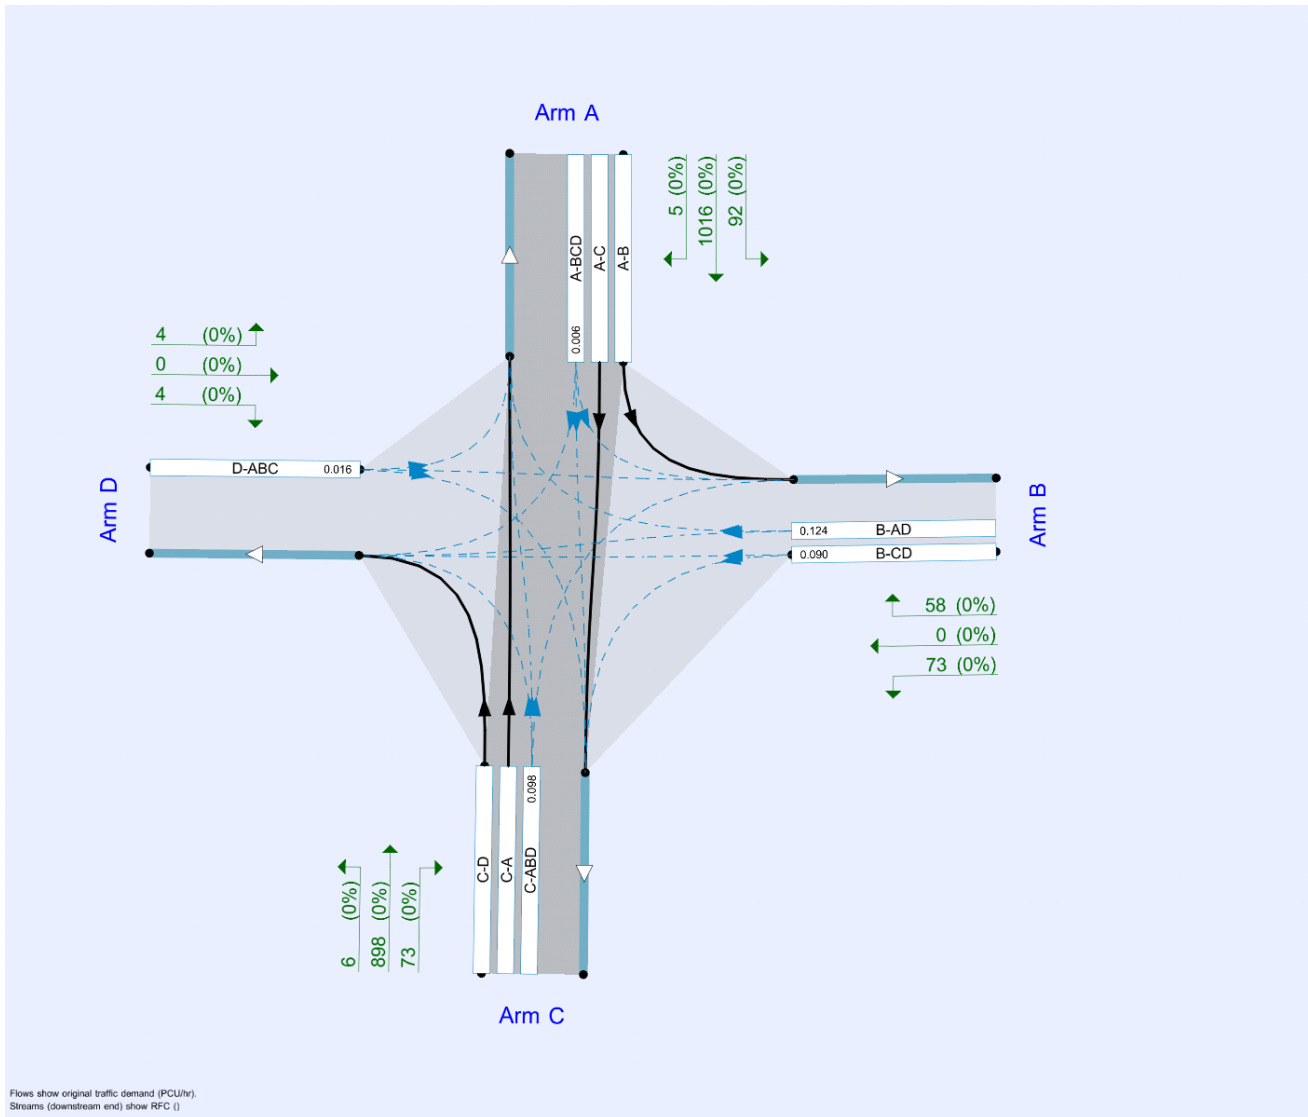 Arm A
5 (0%)
1016 (0%)
92 (0%)
A-BCD
0.006
A-C
A-B
4 (0%)
0 (0%)
4 (0%)
D-ABC 0.016
Arm D
Arm B
0.124 B-AD
0.090 B-CD
58 (0%)
0 (0%)
73 (0%)
C-D
C-A
C-ABD
0.098
6 (0%)
898 (0%)
73 (0%)
Arm C
Flows show original traffic demand (PCU/hr).
Streams (downstream end) show RFC ()